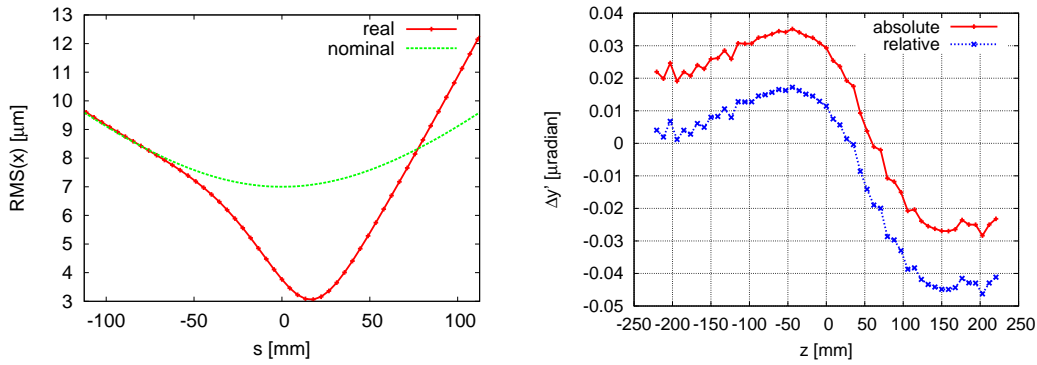 13
12
11
10
9
8
7
6
5
4
3
RMS(x) [μm]
real
nominal
-100 -50 0 50 100
s [mm]
0.04
0.03
0.02
0.01
0
-0.01
-0.02
-0.03
-0.04
-0.05
Δy' [μradian]
absolute
relative
-250 -200 -150 -100 -50 0 50 100 150 200 250
z [mm]